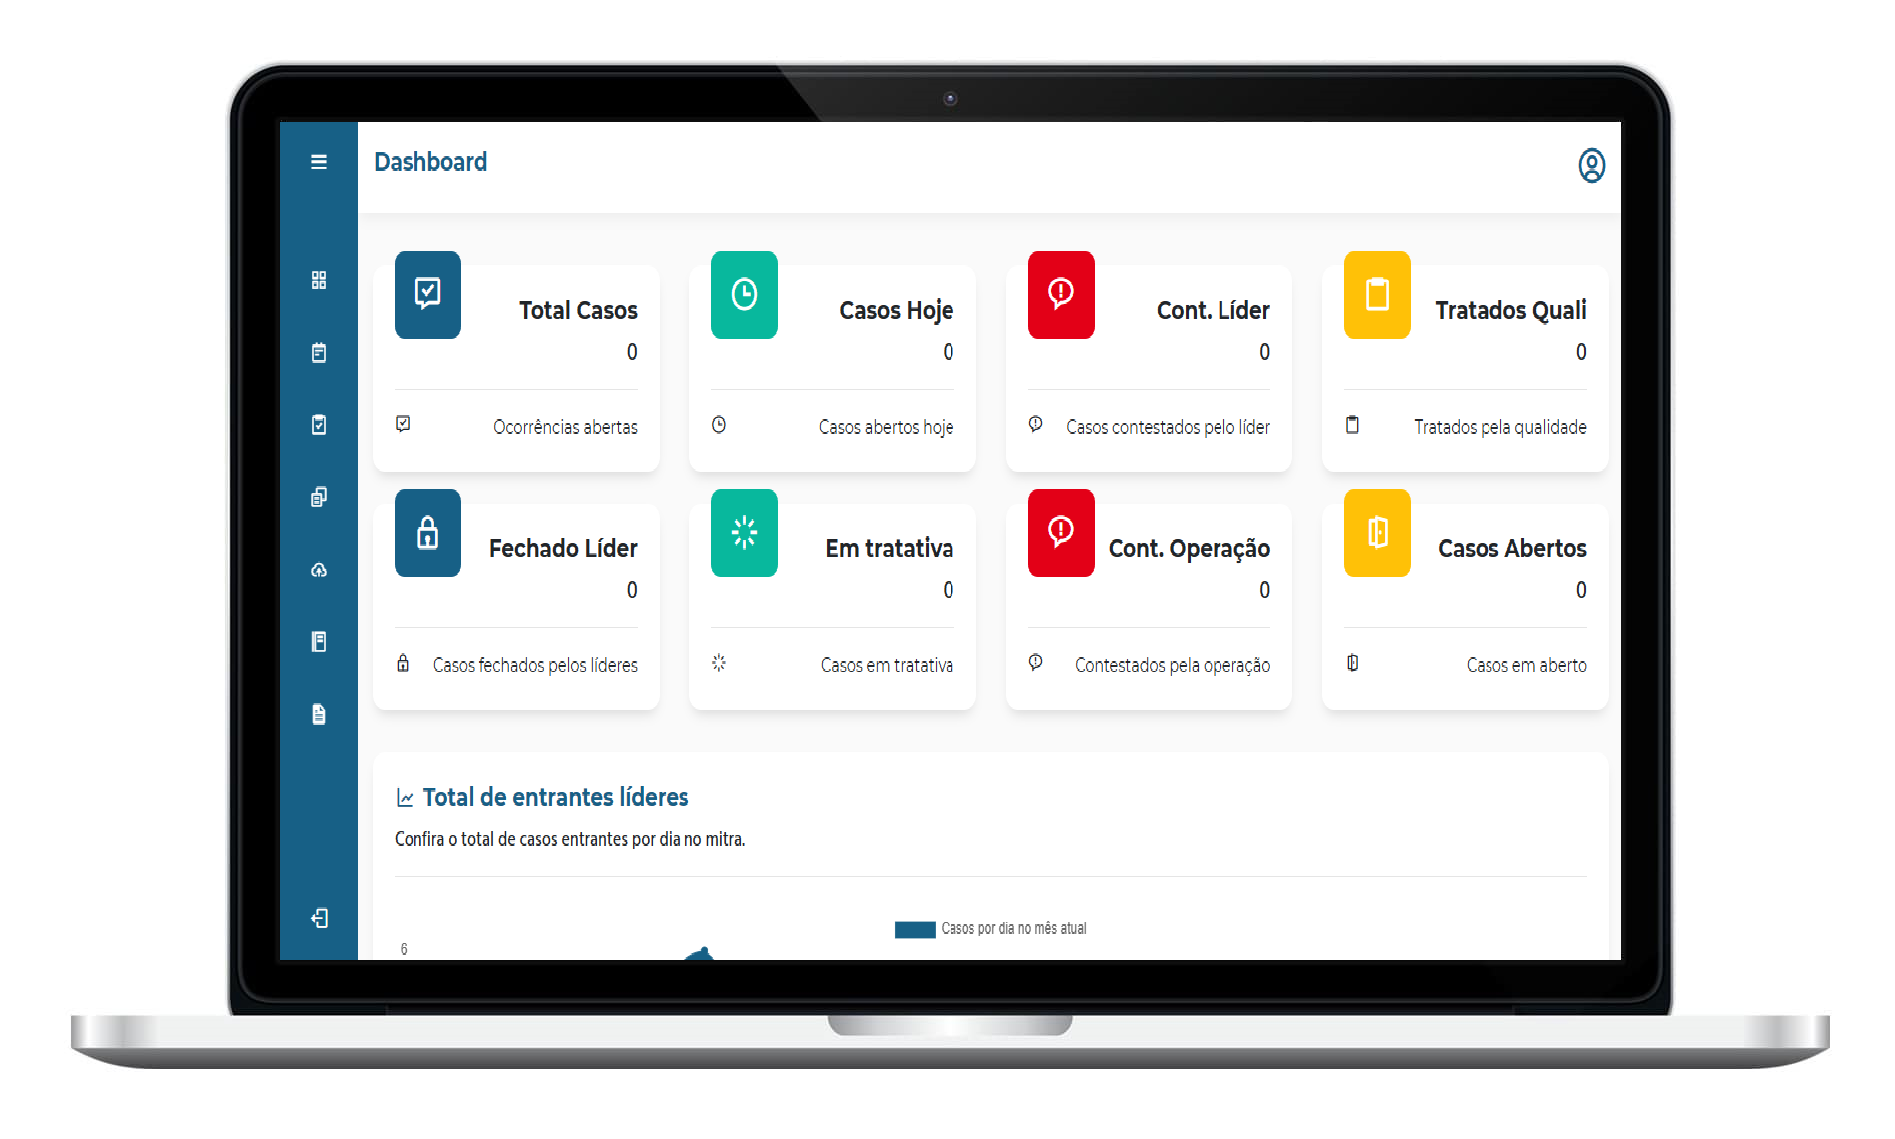 Dashboard
Total Casos
0
Ocorrências abertas
Casos Hoje
0
Casos abertos hoje
Cont. Líder
0
Casos contestados pelo líder
Tratados Quali
0
Tratados pela qualidade
Fechado Líder
0
Casos fechados pelos líderes
Em tratativa
0
Casos em tratativa
Cont. Operação
0
Contestados pela operação
Casos Abertos
0
Casos em aberto
Total de entrantes líderes
Confira o total de casos entrantes por dia no mitra.
Casos por dia no mês atual
6